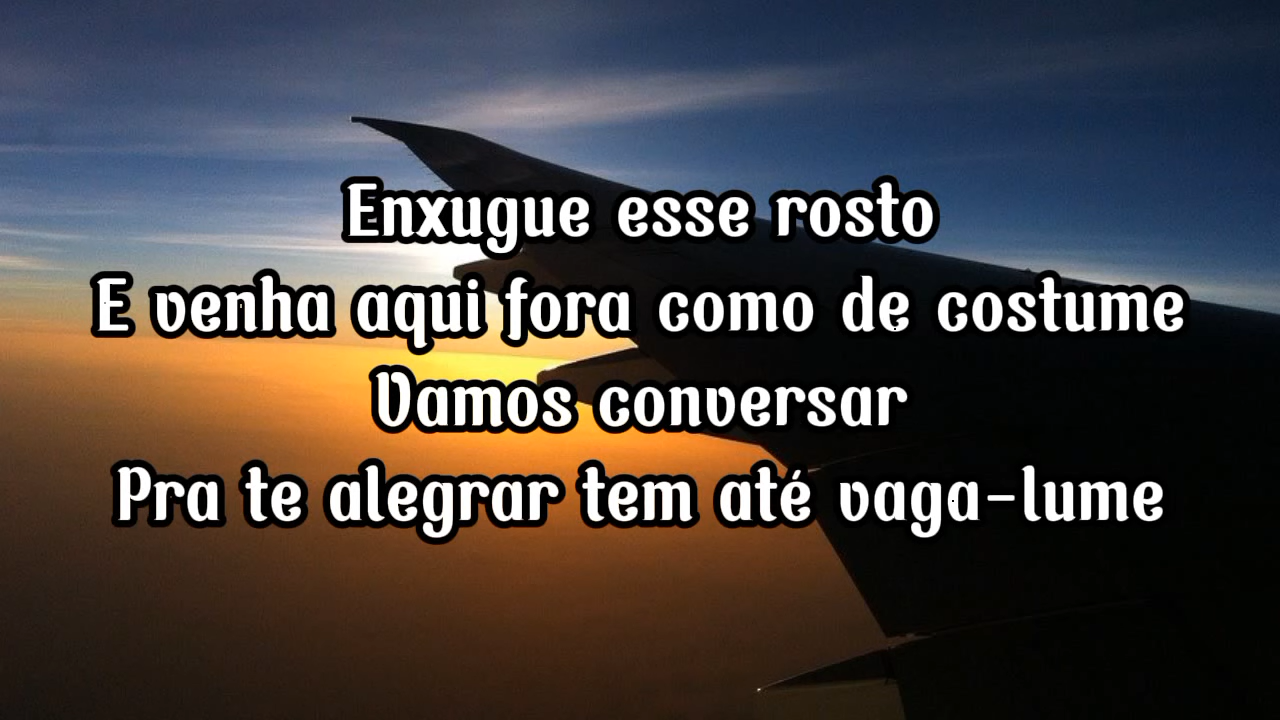 Enxugue esse rosto
E venha aqui fora como de costume
Vamos conversar
Pra te alegrar tem até vaga-lume